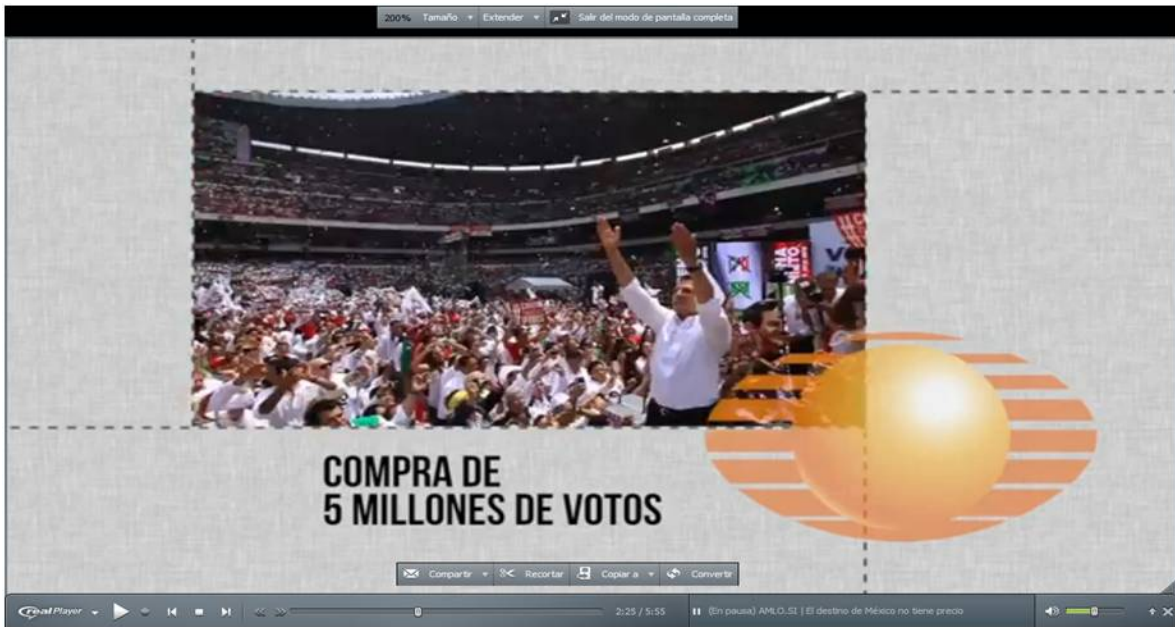 200% Tamaño Extender Salir del modo de pantalla completa
COMPRA DE
5 MILLONES DE VOTOS
Compartir Recortar Copiar a Convertir
realPlayer 2:25 / 5:55 (En pausa) AMLO.SI | El destino de México no tiene precio